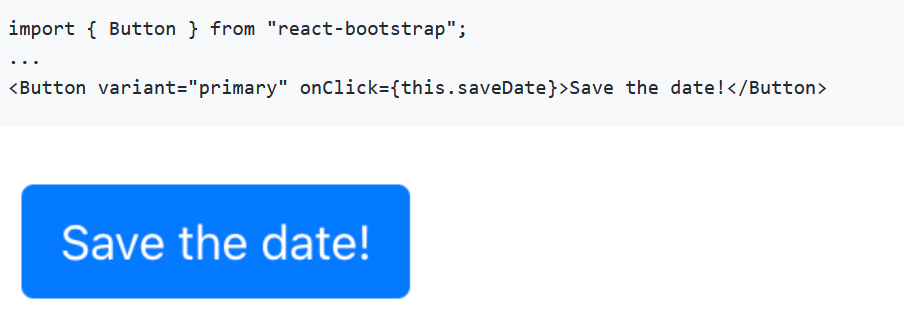 import { Button } from "react-bootstrap";
...
<Button variant="primary" onClick={this.saveDate}>Save the date!</Button>
Save the date!